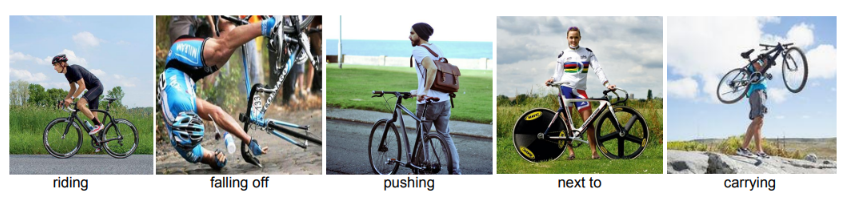 riding
falling off
pushing
next to
carrying